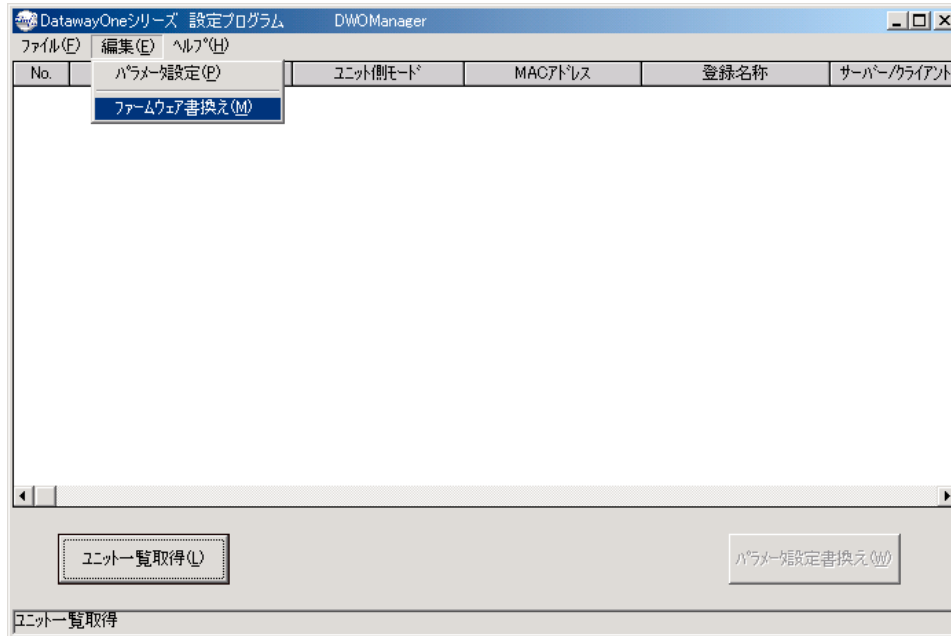 DatawayOneシリーズ 設定プログラム DWOManager
ファイル(F) 編集(E) ヘルプ(H)
No. ユニット側モード MACアドレス 登録名称 サーバー/クライアント
パラメータ設定(P)
ファームウェア書換え(M)
ユニット一覧取得(L) パラメータ設定書換え(W)
ユニット一覧取得